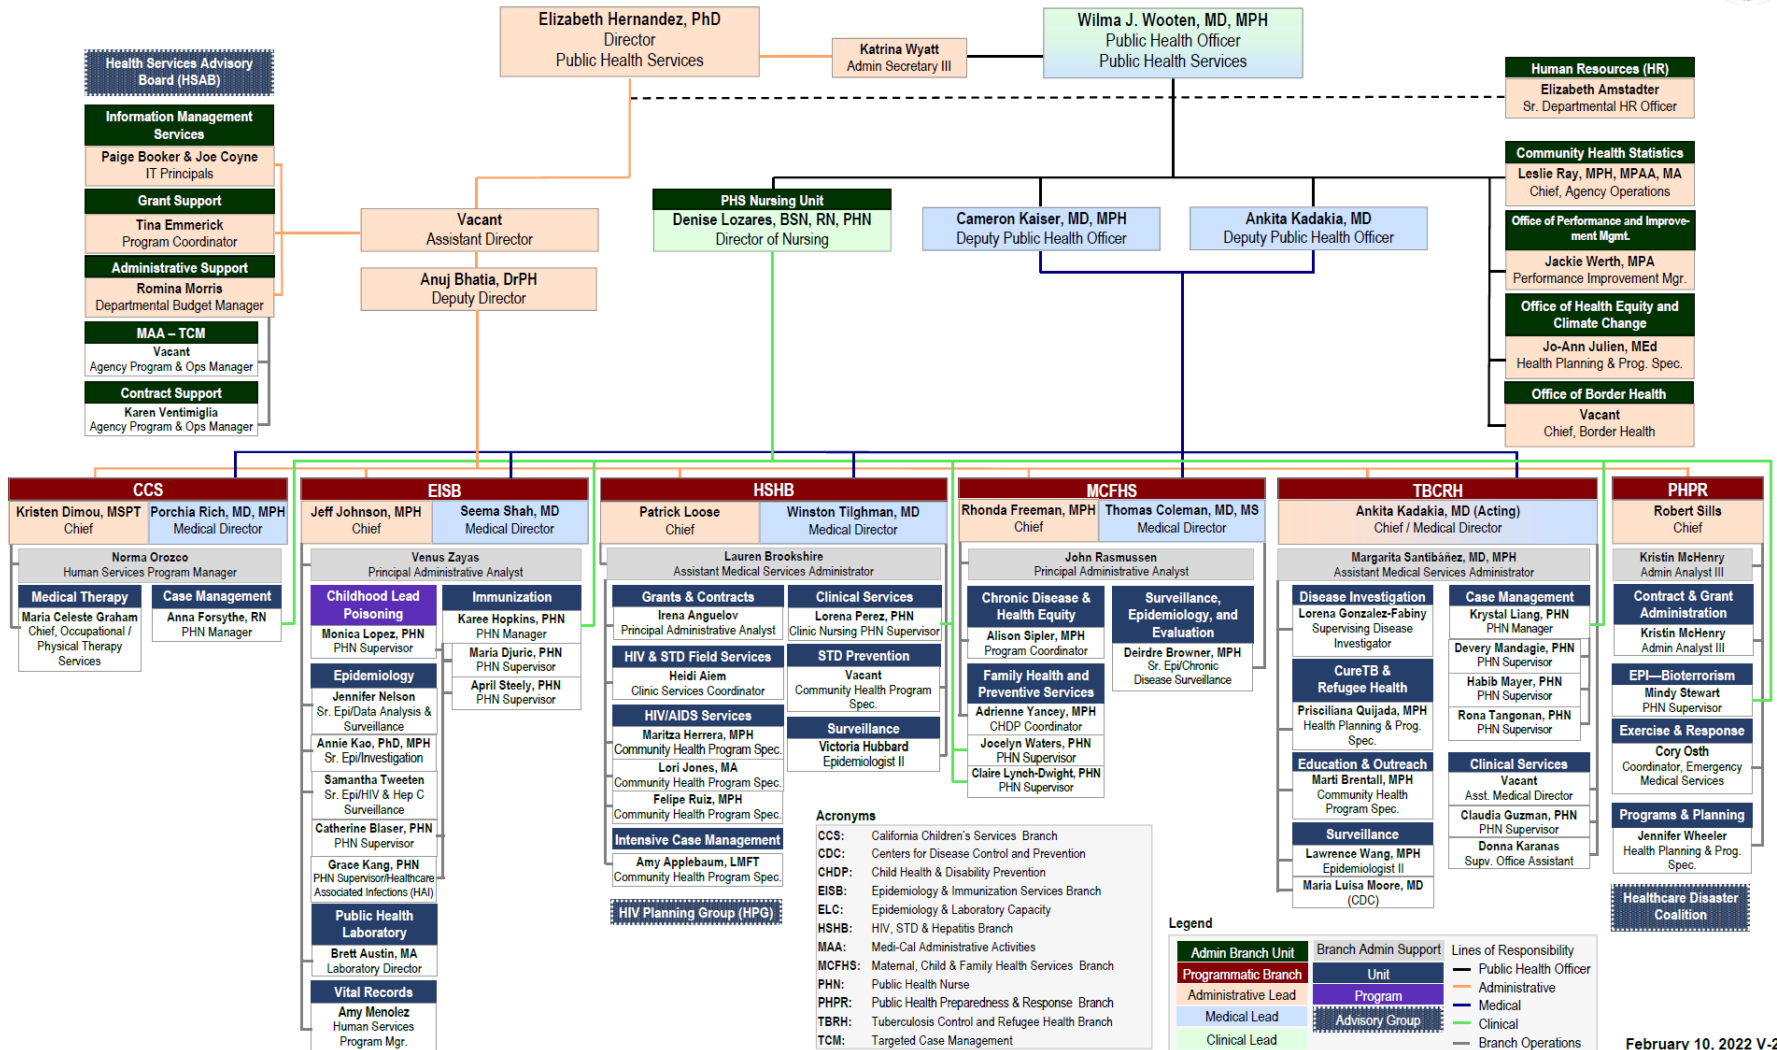 Elizabeth Hernandez, PhD
Director
Public Health Services
Katrina Wyatt
Admin Secretary III
Wilma J. Wooten, MD, MPH
Public Health Officer
Public Health Services
Health Services Advisory
Board (HSAB)
Human Resources (HR)
Elizabeth Amstadter
Sr. Departmental HR Officer
Information Management
Services
Paige Booker & Joe Coyne
IT Principals
Grant Support
Tina Emmerick
Program Coordinator
Administrative Support
Romina Morris
Departmental Budget Manager
MAA – TCM
Vacant
Agency Program & Ops Manager
Contract Support
Karen Ventimiglia
Agency Program & Ops Manager
Vacant
Assistant Director
Anuj Bhatia, DrPH
Deputy Director
PHS Nursing Unit
Denise Lozares, BSN, RN, PHN
Director of Nursing
Cameron Kaiser, MD, MPH
Deputy Public Health Officer
Ankita Kadakia, MD
Deputy Public Health Officer
Community Health Statistics
Leslie Ray, MPH, MPAA, MA
Chief, Agency Operations
Office of Performance and Improve-
ment Mgmt.
Jackie Werth, MPA
Performance Improvement Mgr.
Office of Health Equity and
Climate Change
Jo-Ann Julien, MEd
Health Planning & Prog. Spec.
Office of Border Health
Vacant
Chief, Border Health
CCS
Kristen Dimou, MSPT
Chief
Porchia Rich, MD, MPH
Medical Director
Norma Orozco
Human Services Program Manager
Medical Therapy
Maria Celeste Graham
Chief, Occupational /
Physical Therapy
Services
Case Management
Anna Forsythe, RN
PHN Manager
EISB
Jeff Johnson, MPH
Chief
Seema Shah, MD
Medical Director
Venus Zayas
Principal Administrative Analyst
Childhood Lead
Poisoning
Monica Lopez, PHN
PHN Supervisor
Epidemiology
Jennifer Nelson
Sr. Epi/Data Analysis &
Surveillance
Annie Kao, PhD, MPH
Sr. Epi/Investigation
Samantha Tweeten
Sr. Epi/HIV & Hep C
Surveillance
Catherine Blaser, PHN
PHN Supervisor
Grace Kang, PHN
PHN Supervisor/Healthcare
Associated Infections (HAI)
Public Health
Laboratory
Brett Austin, MA
Laboratory Director
Vital Records
Amy Menolez
Human Services
Program Mgr.
Immunization
Karee Hopkins, PHN
PHN Manager
Maria Djuric, PHN
PHN Supervisor
April Steely, PHN
PHN Supervisor
HSHB
Patrick Loose
Chief
Winston Tilghman, MD
Medical Director
Lauren Brookshire
Assistant Medical Services Administrator
Grants & Contracts
Irena Anguelov
Principal Administrative Analyst
HIV & STD Field Services
Heidi Aiem
Clinic Services Coordinator
HIV/AIDS Services
Maritza Herrera, MPH
Community Health Program Spec.
Lori Jones, MA
Community Health Program Spec.
Felipe Ruiz, MPH
Community Health Program Spec.
Intensive Case Management
Amy Applebaum, LMFT
Community Health Program Spec.
HIV Planning Group (HPG)
Clinical Services
Lorena Perez, PHN
Clinic Nursing PHN Supervisor
STD Prevention
Vacant
Community Health Program
Spec.
Surveillance
Victoria Hubbard
Epidemiologist II
MCFHS
Rhonda Freeman, MPH
Chief
Thomas Coleman, MD, MS
Medical Director
John Rasmussen
Principal Administrative Analyst
Chronic Disease &
Health Equity
Alison Sipler, MPH
Program Coordinator
Family Health and
Preventive Services
Adrienne Yancey, MPH
CHDP Coordinator
Jocelyn Waters, PHN
PHN Supervisor
Claire Lynch-Dwight, PHN
PHN Supervisor
Surveillance,
Epidemiology, and
Evaluation
Deirdre Browner, MPH
Sr. Epi/Chronic
Disease Surveillance
TBCRH
Ankita Kadakia, MD (Acting)
Chief / Medical Director
Margarita Santibáñez, MD, MPH
Assistant Medical Services Administrator
Disease Investigation
Lorena Gonzalez-Fabiny
Supervising Disease
Investigator
CureTB &
Refugee Health
Prisciliana Quijada, MPH
Health Planning & Prog.
Spec.
Education & Outreach
Marti Brentall, MPH
Community Health
Program Spec.
Surveillance
Lawrence Wang, MPH
Epidemiologist II
Maria Luisa Moore, MD
(CDC)
Case Management
Krystal Liang, PHN
PHN Manager
Devery Mandagie, PHN
PHN Supervisor
Habib Mayer, PHN
PHN Supervisor
Rona Tangonan, PHN
PHN Supervisor
Clinical Services
Vacant
Asst. Medical Director
Claudia Guzman, PHN
PHN Supervisor
Donna Karanas
Supv. Office Assistant
PHPR
Robert Sills
Chief
Kristin McHenry
Admin Analyst III
Contract & Grant
Administration
Kristin McHenry
Admin Analyst III
EPI—Bioterrorism
Mindy Stewart
PHN Supervisor
Exercise & Response
Cory Osth
Coordinator, Emergency
Medical Services
Programs & Planning
Jennifer Wheeler
Health Planning & Prog.
Spec.
Healthcare Disaster
Coalition
Acronyms
CCS: California Children's Services Branch
CDC: Centers for Disease Control and Prevention
CHDP: Child Health & Disability Prevention
EISB: Epidemiology & Immunization Services Branch
ELC: Epidemiology & Laboratory Capacity
HSHB: HIV, STD & Hepatitis Branch
MAA: Medi-Cal Administrative Activities
MCFHS: Maternal, Child & Family Health Services Branch
PHN: Public Health Nurse
PHPR: Public Health Preparedness & Response Branch
TBRH: Tuberculosis Control and Refugee Health Branch
TCM: Targeted Case Management
Legend
Admin Branch Unit
Programmatic Branch
Administrative Lead
Medical Lead
Clinical Lead
Branch Admin Support
Unit
Program
Advisory Group
Lines of Responsibility
Public Health Officer
Administrative
Medical
Clinical
Branch Operations
February 10, 2022 V-2